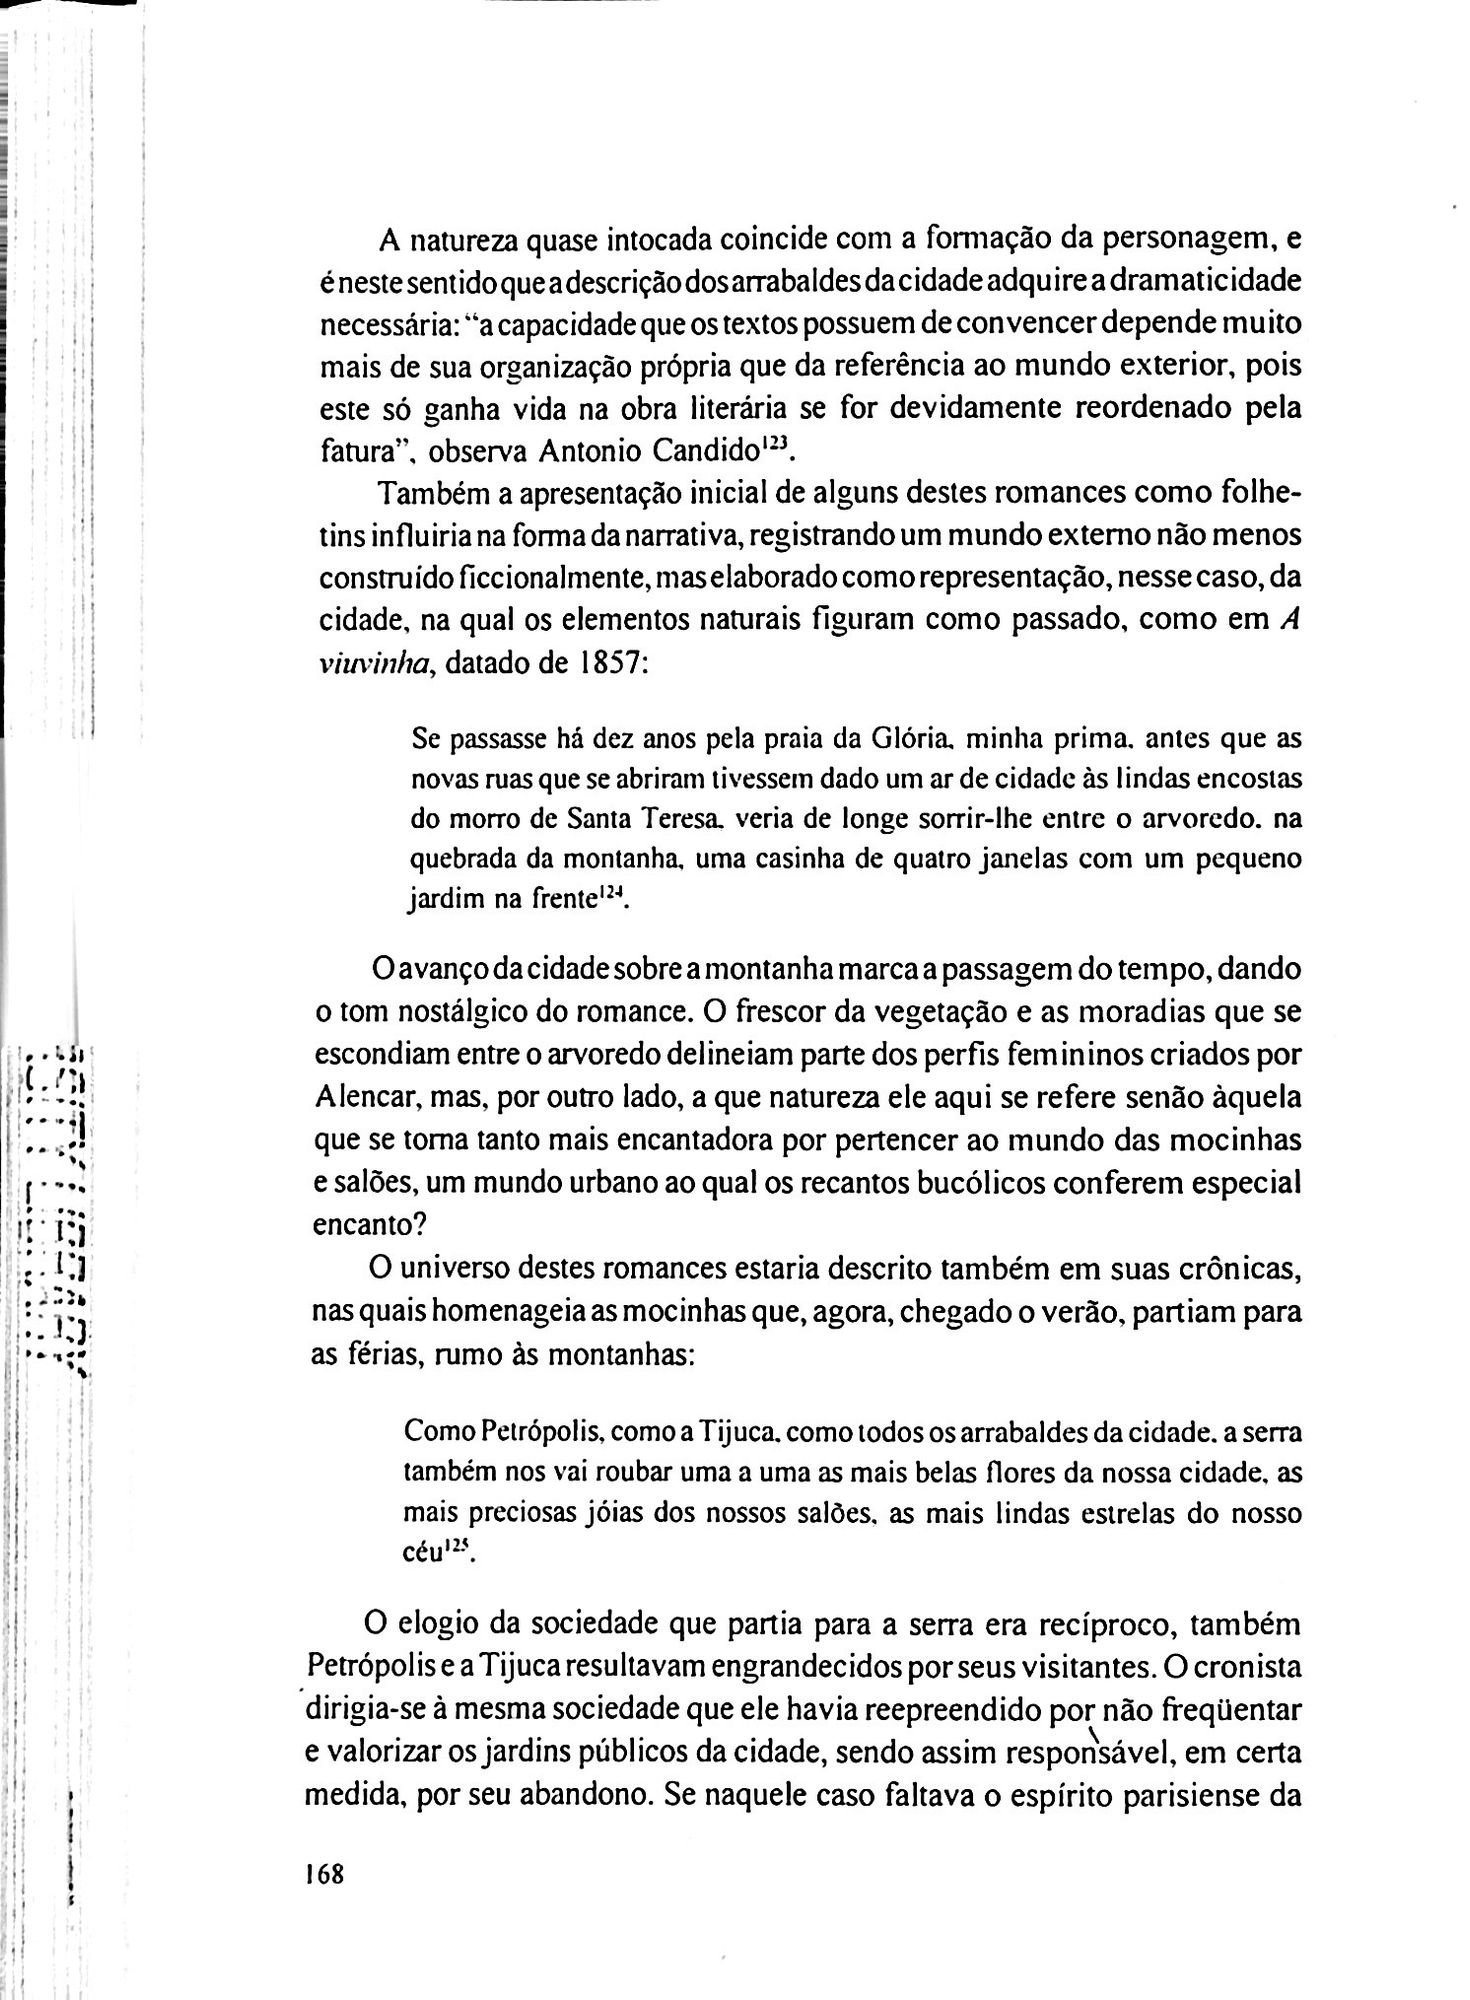 A natureza quase intocada coincide com a formação da personagem, e
é neste sentido que a descrição dos arrabaldes da cidade adquire a dramaticidade
necessária: "a capacidade que os textos possuem de convencer depende muito
mais de sua organização própria que da referência ao mundo exterior, pois
este só ganha vida na obra literária se for devidamente reordenado pela
fatura", observa Antonio Candido¹²³.
Também a apresentação inicial de alguns destes romances como folhe-
tins influiria na forma da narrativa, registrando um mundo externo não menos
construído ficcionalmente, mas elaborado como representação, nesse caso, da
cidade, na qual os elementos naturais figuram como passado, como em A
viuvinha, datado de 1857:
Se passasse há dez anos pela praia da Glória, minha prima, antes que as
novas ruas que se abriram tivessem dado um ar de cidade às lindas encostas
do morro de Santa Teresa, veria de longe sorrir-lhe entre o arvoredo, na
quebrada da montanha, uma casinha de quatro janelas com um pequeno
jardim na frente¹²⁴.
O avanço da cidade sobre a montanha marca a passagem do tempo, dando
o tom nostálgico do romance. O frescor da vegetação e as moradias que se
escondiam entre o arvoredo delineiam parte dos perfis femininos criados por
Alencar, mas, por outro lado, a que natureza ele aqui se refere senão àquela
que se torna tanto mais encantadora por pertencer ao mundo das mocinhas
e salões, um mundo urbano ao qual os recantos bucólicos conferem especial
encanto?
O universo destes romances estaria descrito também em suas crônicas,
nas quais homenageia as mocinhas que, agora, chegado o verão, partiam para
as férias, rumo às montanhas:
Como Petrópolis, como a Tijuca, como todos os arrabaldes da cidade, a serra
também nos vai roubar uma a uma as mais belas flores da nossa cidade, as
mais preciosas jóias dos nossos salões, as mais lindas estrelas do nosso
céu¹²⁵.
O elogio da sociedade que partia para a serra era recíproco, também
Petrópolis e a Tijuca resultavam engrandecidos por seus visitantes. O cronista
dirigia-se à mesma sociedade que ele havia reepreendido por não freqüentar
e valorizar os jardins públicos da cidade, sendo assim responsável, em certa
medida, por seu abandono. Se naquele caso faltava o espírito parisiense da
168